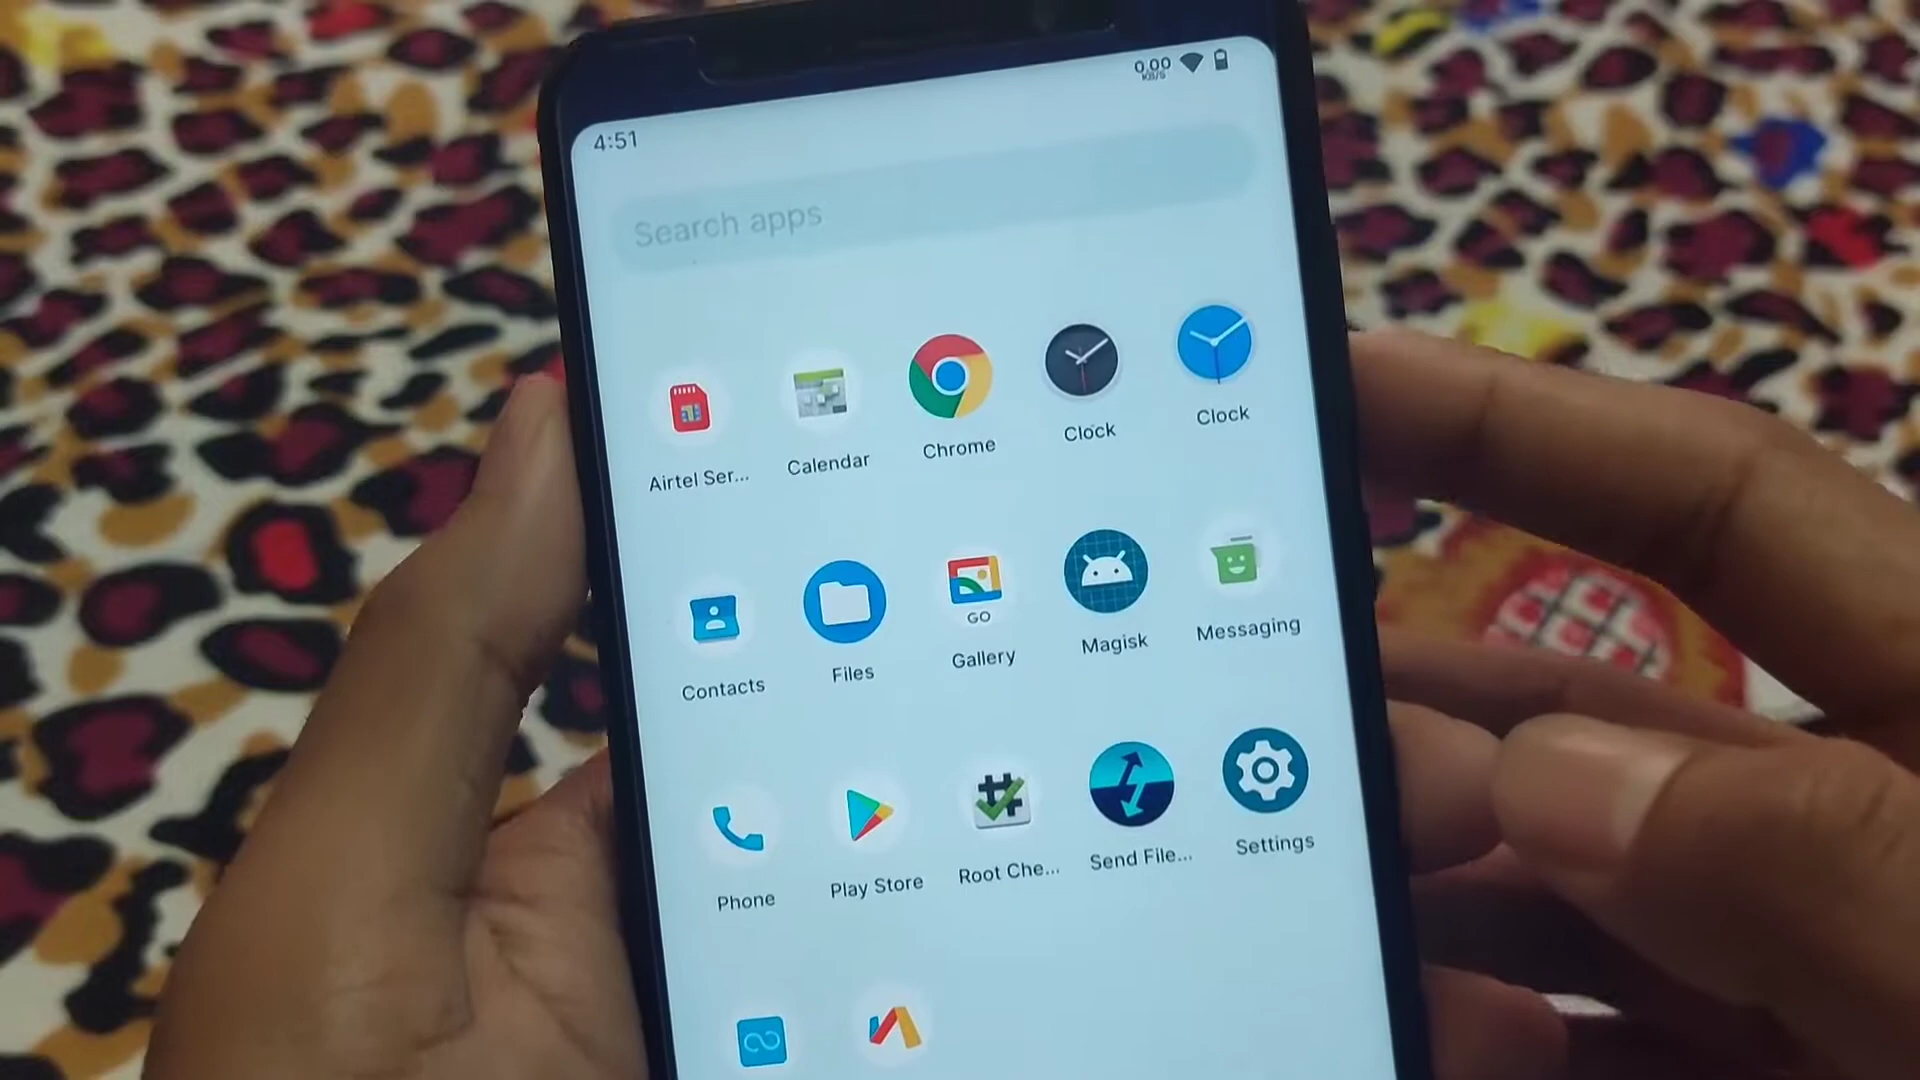 4:51
0.00
KB/S
Search apps
Airtel Ser...
Calendar
Chrome
Clock
Clock
Contacts
Files
GO
Gallery
Magisk
Messaging
Phone
Play Store
Root Che...
Send File...
Settings